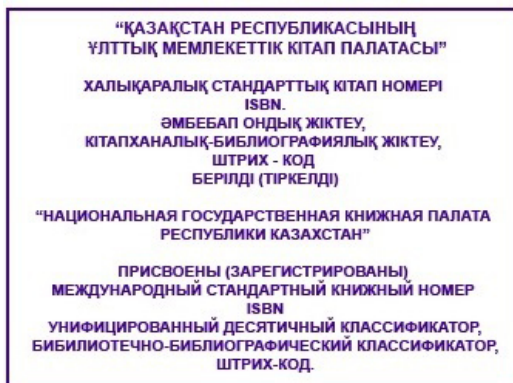 “ҚАЗАҚСТАН РЕСПУБЛИКАСЫНЫҢ
ҰЛТТЫҚ МЕМЛЕКЕТТІК КІТАП ПАЛАТАСЫ”
ХАЛЫҚАРАЛЫҚ СТАНДАРТТЫҚ КІТАП НОМЕРІ
ISBN.
ӘМБЕБАП ОНДЫҚ ЖІКТЕУ,
КІТАПХАНАЛЫҚ-БИБЛИОГРАФИЯЛЫҚ ЖІКТЕУ,
ШТРИХ - КОД
БЕРІЛДІ (ТІРКЕЛДІ)
“НАЦИОНАЛЬНАЯ ГОСУДАРСТВЕННАЯ КНИЖНАЯ ПАЛАТА
РЕСПУБЛИКИ КАЗАХСТАН”
ПРИСВОЕНЫ (ЗАРЕГИСТРИРОВАНЫ)
МЕЖДУНАРОДНЫЙ СТАНДАРТНЫЙ КНИЖНЫЙ НОМЕР
ISBN
УНИФИЦИРОВАННЫЙ ДЕСЯТИЧНЫЙ КЛАССИФИКАТОР,
БИБИЛИОТЕЧНО-БИБЛИОГРАФИЧЕСКИЙ КЛАССИФИКАТОР,
ШТРИХ-КОД.